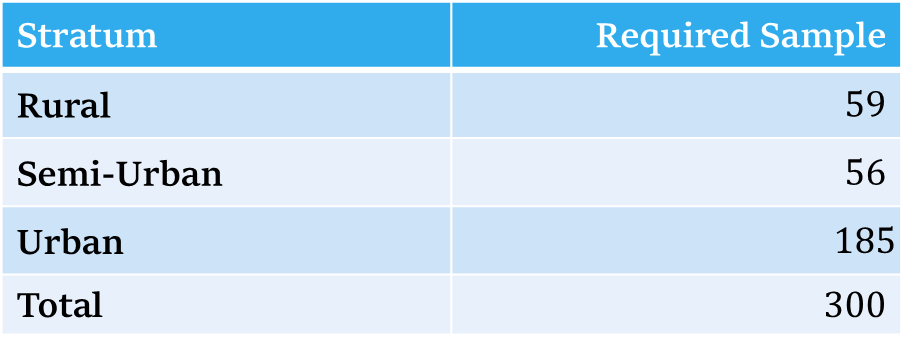 Stratum Required Sample
Rural 59
Semi-Urban 56
Urban 185
Total 300